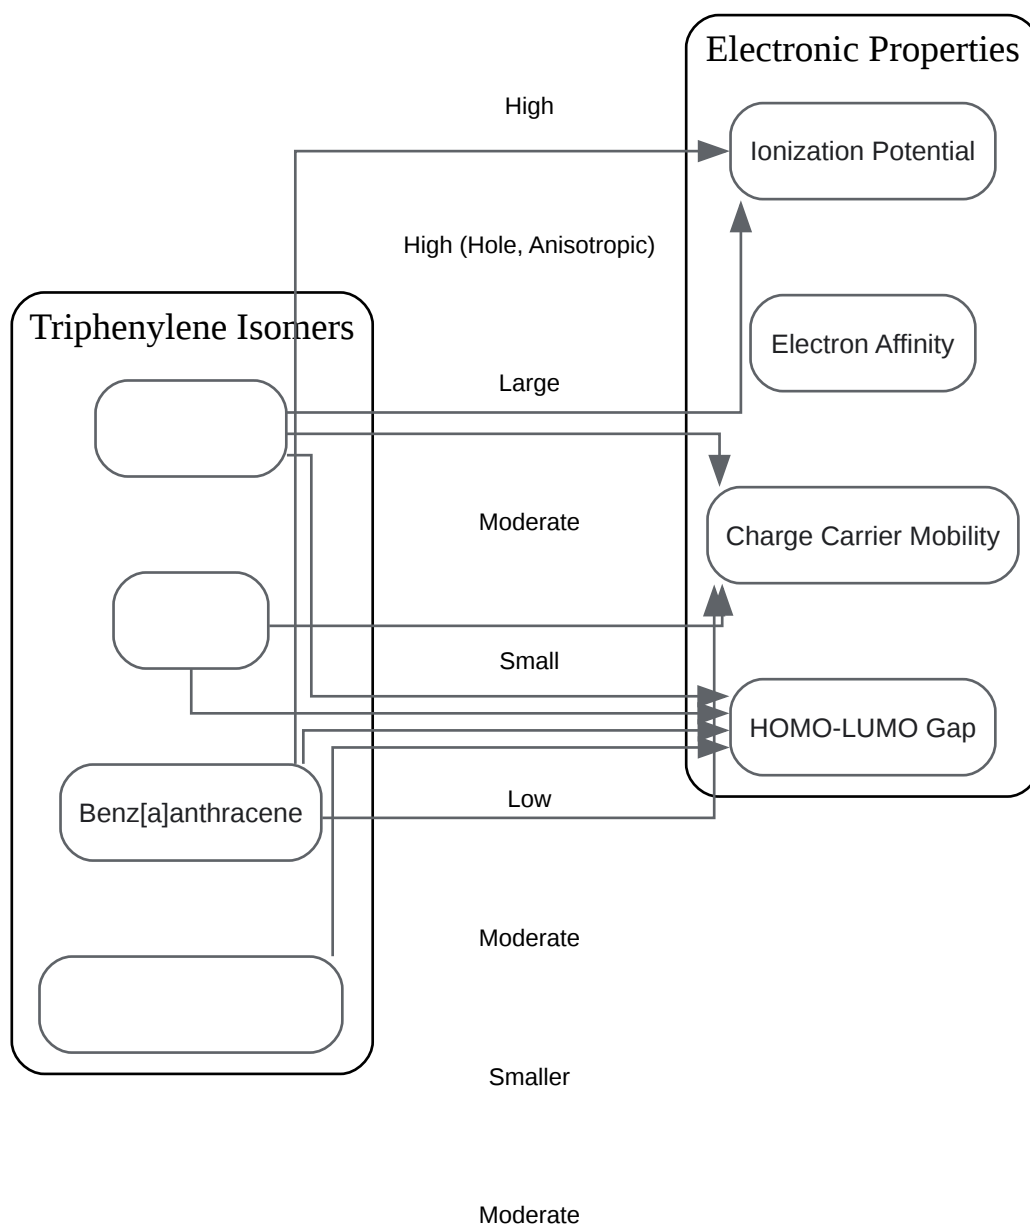 Electronic Properties
High
Ionization Potential
High (Hole, Anisotropic)
Triphenylene Isomers
Electron Affinity
Large
Moderate
Charge Carrier Mobility
Small
HOMO-LUMO Gap
Low
Benz[a]anthracene
Moderate
Smaller
Moderate